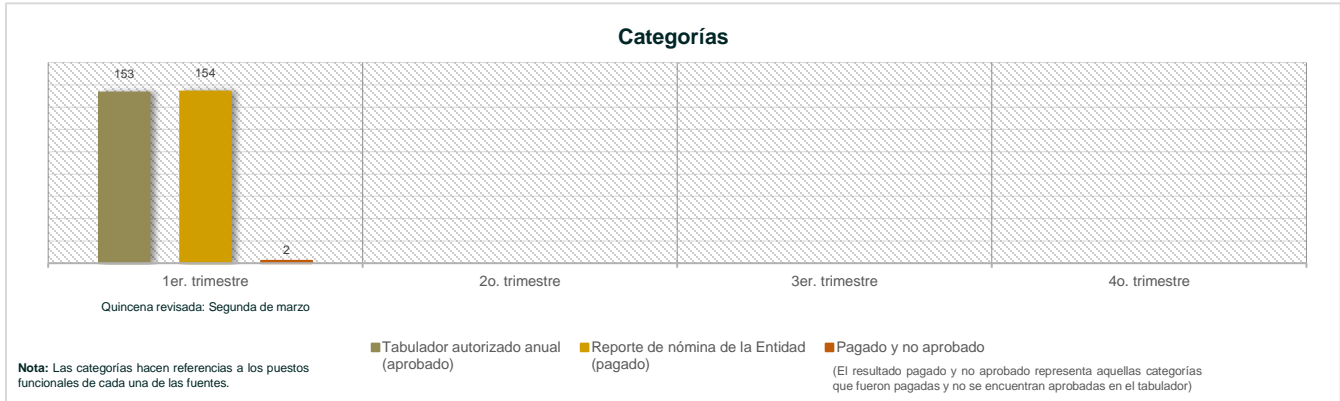 Categorías
153
154
2
1er. trimestre
2o. trimestre
3er. trimestre
4o. trimestre
Quincena revisada: Segunda de marzo
Tabulador autorizado anual
(aprobado)
Reporte de nómina de la Entidad
(pagado)
Pagado y no aprobado
(El resultado pagado y no aprobado representa aquellas categorías
que fueron pagadas y no se encuentran aprobadas en el tabulador)
Nota: Las categorías hacen referencias a los puestos
funcionales de cada una de las fuentes.